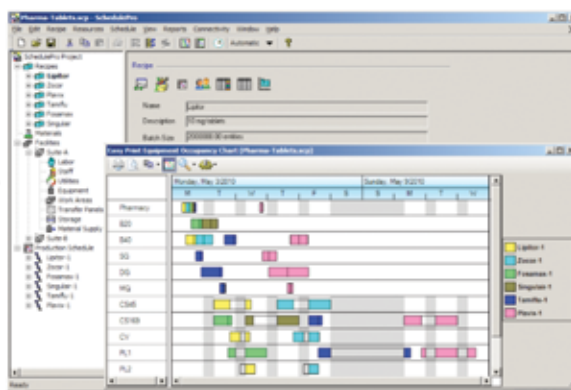 Pharma-Tablets.scp - SchedulePro
File Edit Recipe Resources Schedule View Reports Connectivity Window Help
Automatic
SchedulePro Project
Recipes
Lipitor
Zocor
Plavix
Tamiflu
Fosamax
Singulair
Materials
Facilities
Suite A
Labor
Staff
Utilities
Equipment
Work Areas
Transfer Panels
Storage
Material Supply
Suite B
Production Schedule
Lipitor-1
Zocor-1
Fosamax-1
Singulair-1
Tamiflu-1
Plavix-1
Ready
Recipe
Name Lipitor
Description 10 mg tablets
Batch Size
Easy Print Equipment Occupancy Chart (Pharma-Tablets.scp)
Monday, May 3 2010
Sunday, May 9 2010
M T W T F S S M T W
Pharmacy
B20
B40
SG
DG
MG
CS45
CS16B
CV
PL1
PL2
Lipitor-1
Zocor-1
Fosamax-1
Singulair-1
Tamiflu-1
Plavix-1